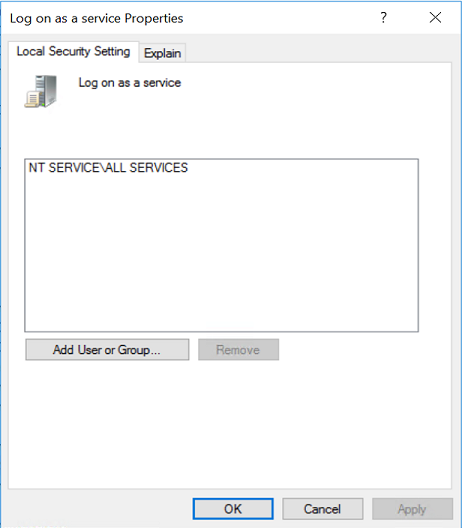 Log on as a service Properties
?
Local Security Setting
Explain
Log on as a service
NT SERVICE\ALL SERVICES
Add User or Group...
Remove
OK
Cancel
Apply